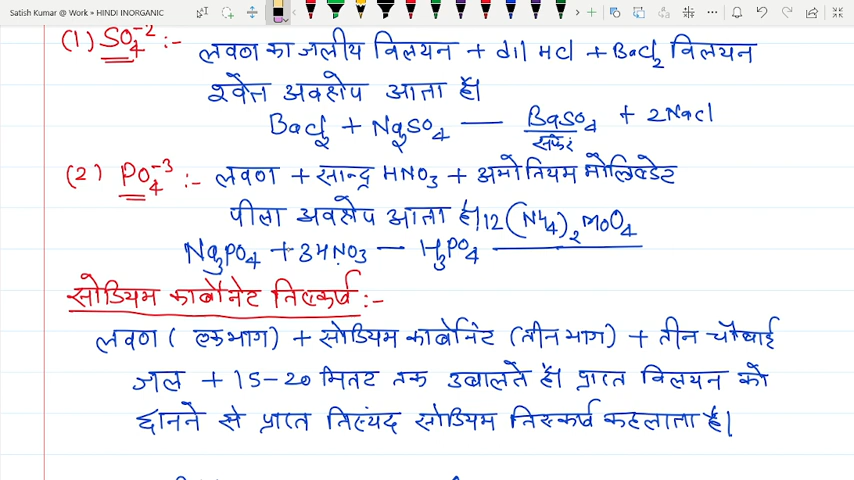 Satish Kumar @ Work » HINDI INORGANIC
(1) SO₄⁻² :- लवण का जलीय विलयन + dil HCl + BaCl₂ विलयन
श्वेत अवक्षेप आता है।
BaCl₂ + Na₂SO₄ — BaSO₄ + 2NaCl
सफेद
(2) PO₄⁻³ :- लवण + सान्द्र HNO₃ + अमोनियम मोलिब्डेट
पीला अवक्षेप आता है। 12(NH₄)₂MoO₄
Na₃PO₄ + 3HNO₃ — H₃PO₄
सोडियम कार्बोनेट निष्कर्ष :-
लवण (एक भाग) + सोडियम कार्बोनेट (तीन भाग) + तीन चौथाई
जल + 15-20 मिनट तक उबालते है। प्राप्त विलयन को
छानने से प्राप्त निस्यंद सोडियम निष्कर्ष कहलाता है।